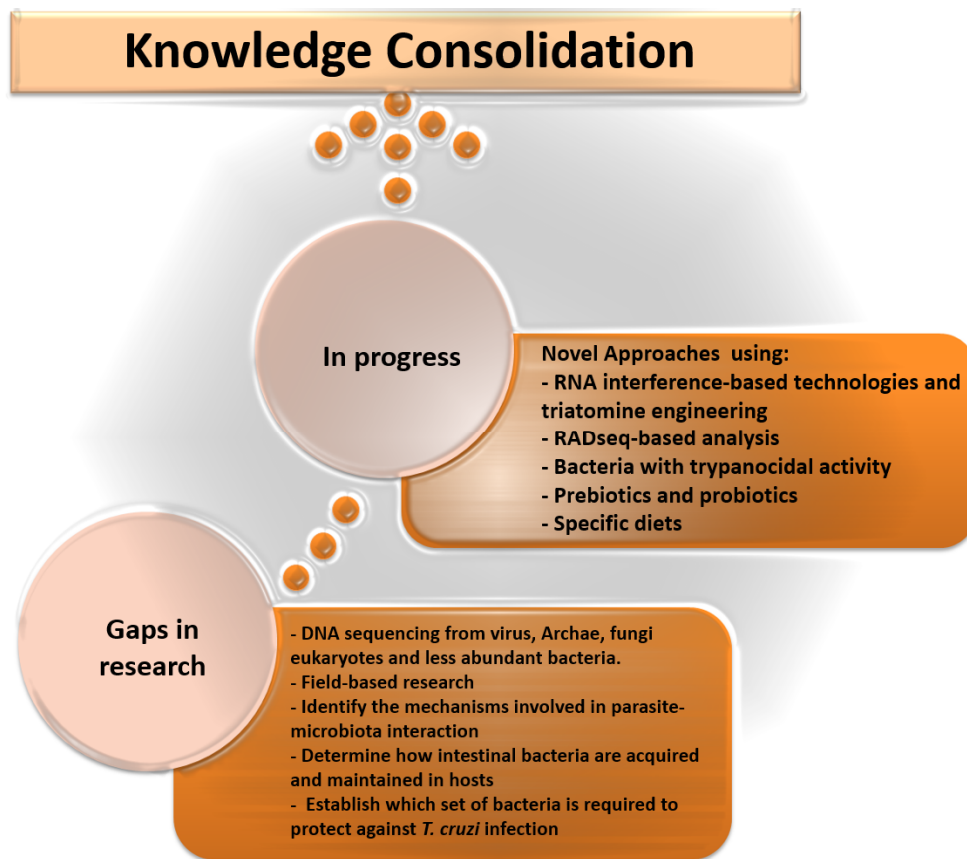 Knowledge Consolidation
In progress
Novel Approaches using:
- RNA interference-based technologies and
triatomine engineering
- RADseq-based analysis
- Bacteria with trypanocidal activity
- Prebiotics and probiotics
- Specific diets
Gaps in
research
- DNA sequencing from virus, Archae, fungi
eukaryotes and less abundant bacteria.
- Field-based research
- Identify the mechanisms involved in parasite-
microbiota interaction
- Determine how intestinal bacteria are acquired
and maintained in hosts
- Establish which set of bacteria is required to
protect against T. cruzi infection